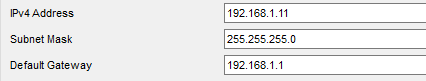 IPv4 Address 192.168.1.11
Subnet Mask 255.255.255.0
Default Gateway 192.168.1.1